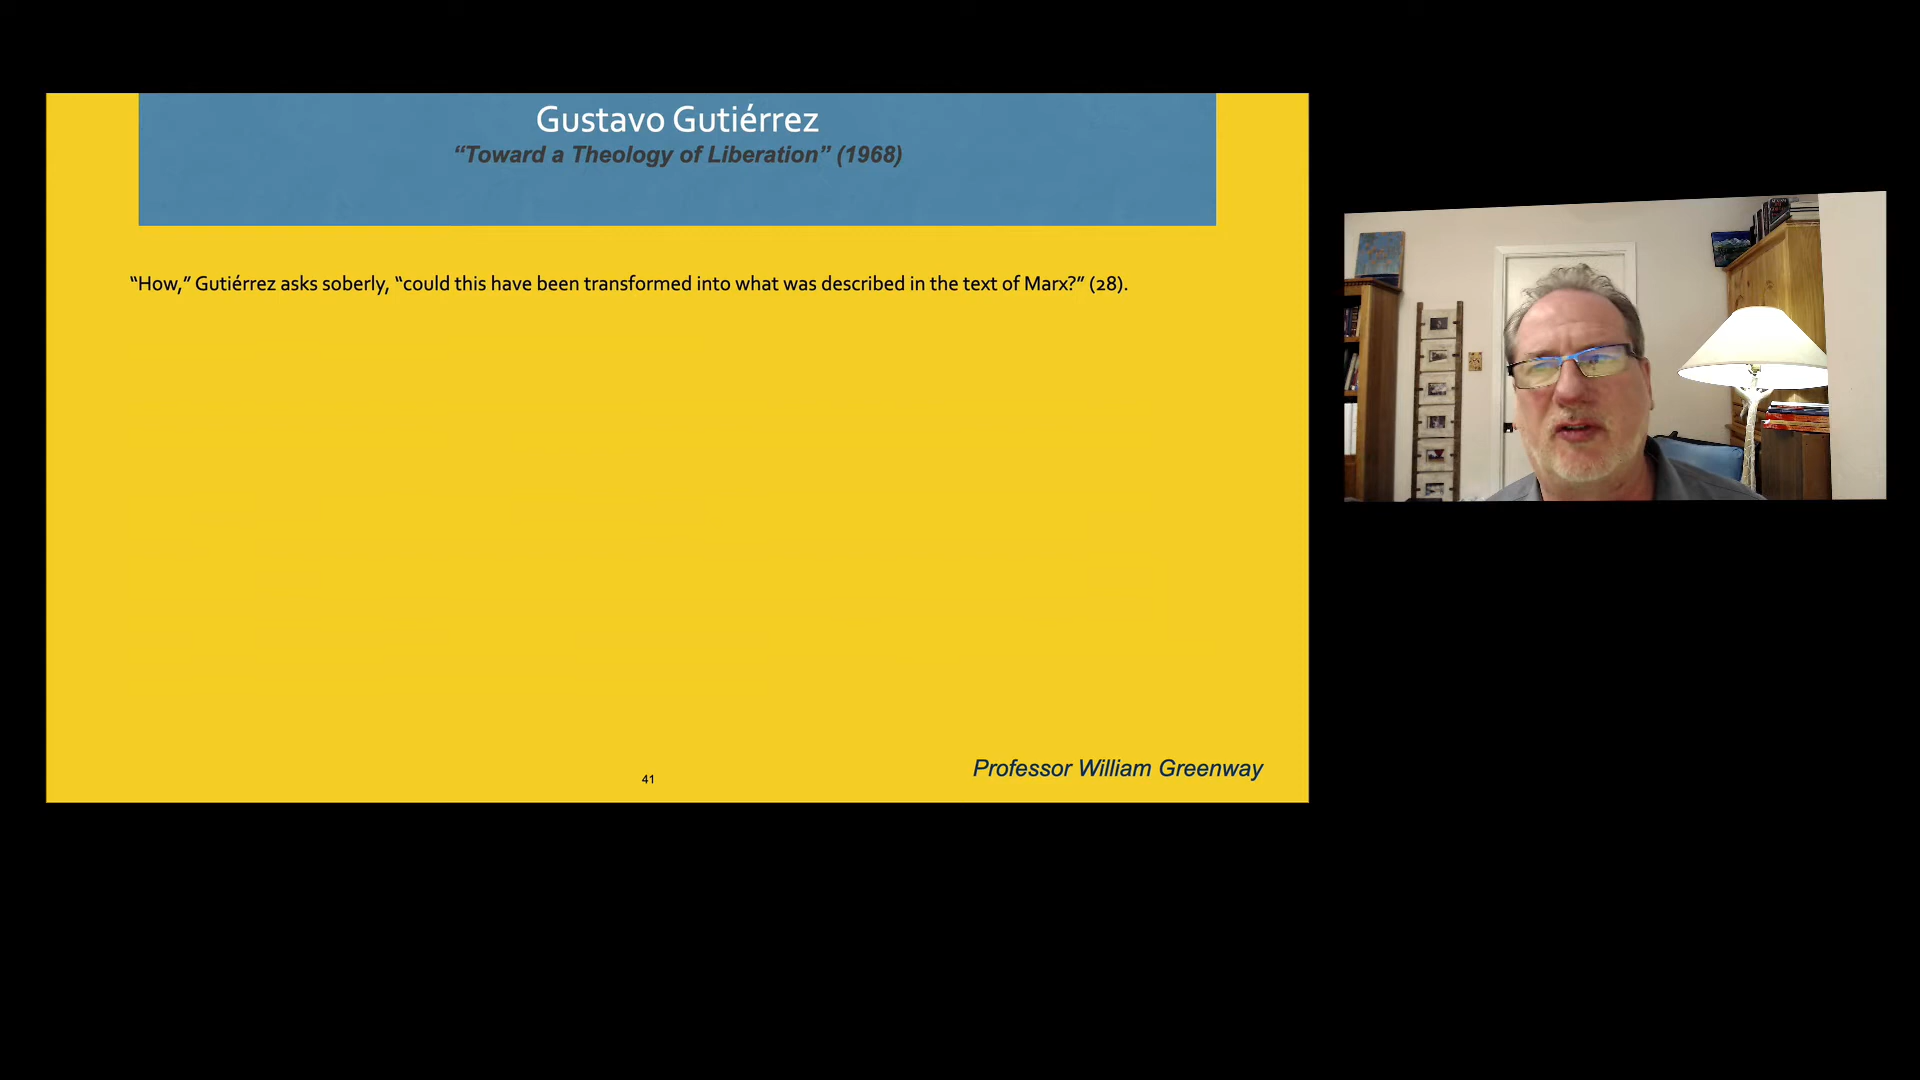 Gustavo Gutiérrez
“Toward a Theology of Liberation” (1968)
“How,” Gutiérrez asks soberly, “could this have been transformed into what was described in the text of Marx?” (28).
41
Professor William Greenway